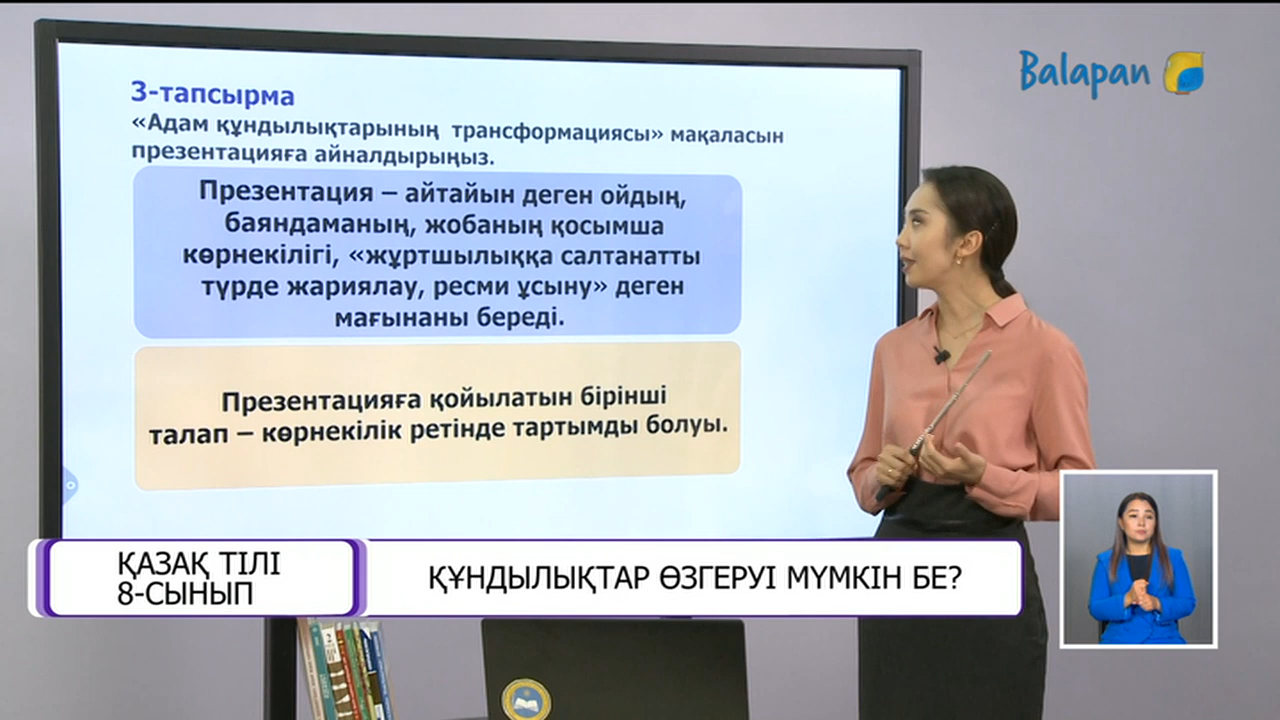 Balapan
3-тапсырма
«Адам құндылықтарының трансформациясы» мақаласын
презентацияға айналдырыңыз.
Презентация – айтайын деген ойдың,
баяндаманың, жобаның қосымша
көрнекілігі, «жұртшылыққа салтанатты
түрде жариялау, ресми ұсыну» деген
мағынаны береді.
Презентацияға қойылатын бірінші
талап – көрнекілік ретінде тартымды болуы.
ҚАЗАҚ ТІЛІ
8-СЫНЫП
ҚҰНДЫЛЫҚТАР ӨЗГЕРУІ МҮМКІН БЕ?